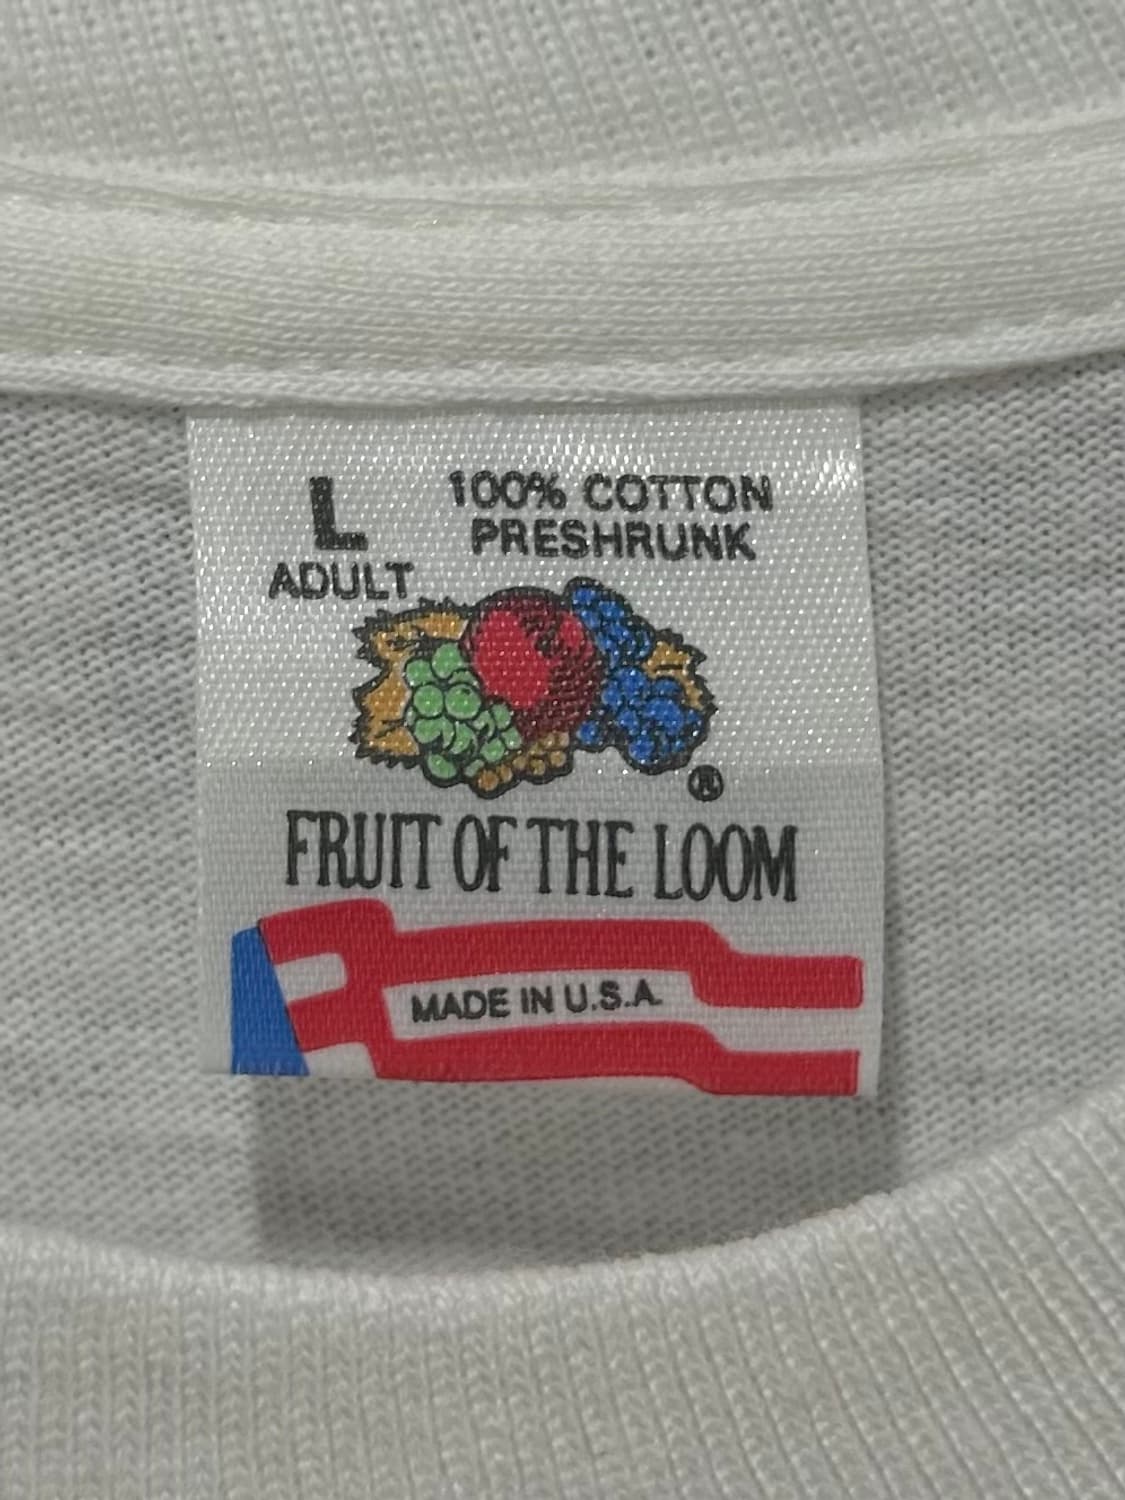 L
ADULT
100% COTTON
PRESHRUNK
®
FRUIT OF THE LOOM
MADE IN U.S.A.